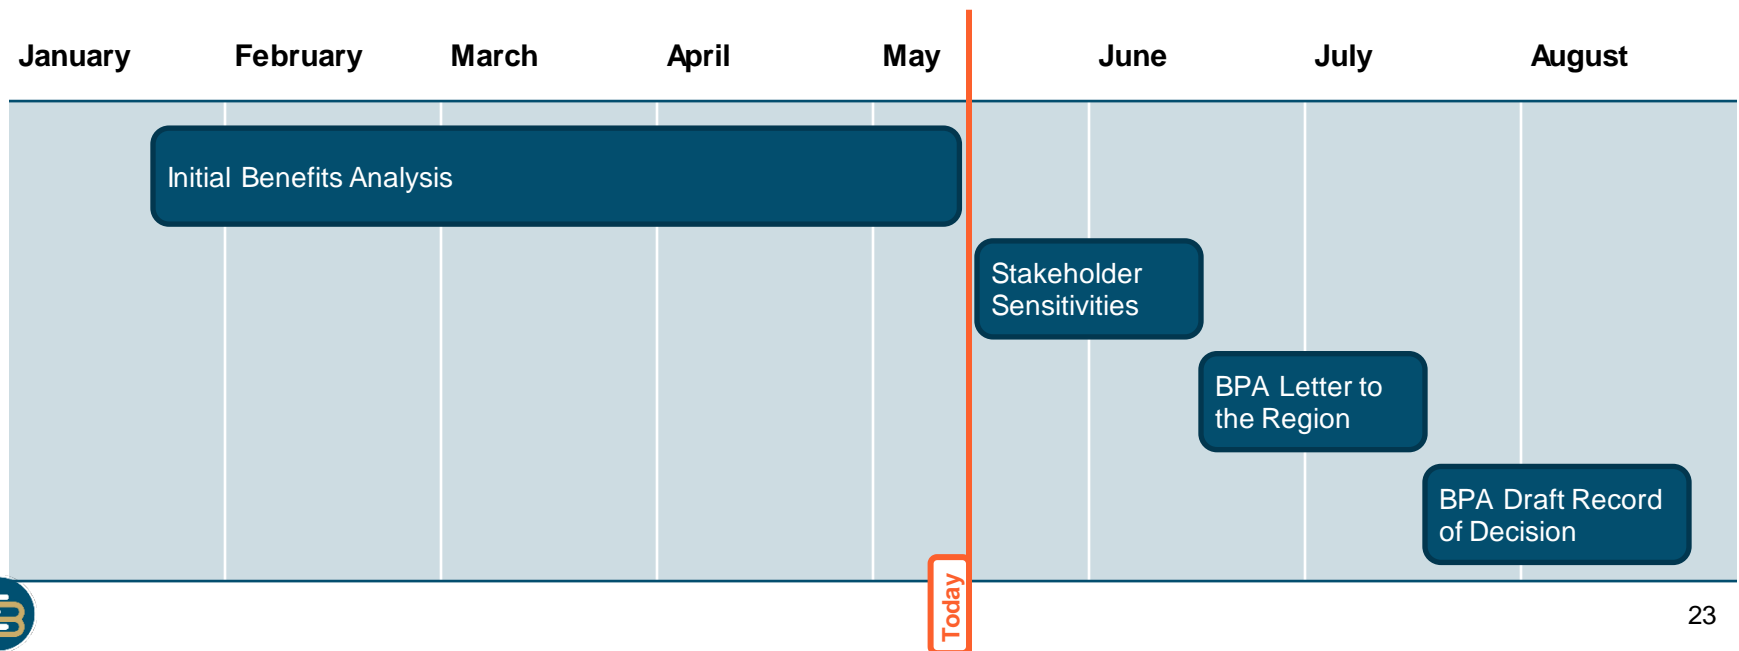 January February March April May June July August
Initial Benefits Analysis
Stakeholder
Sensitivities
BPA Letter to
the Region
BPA Draft Record
of Decision
Today
23